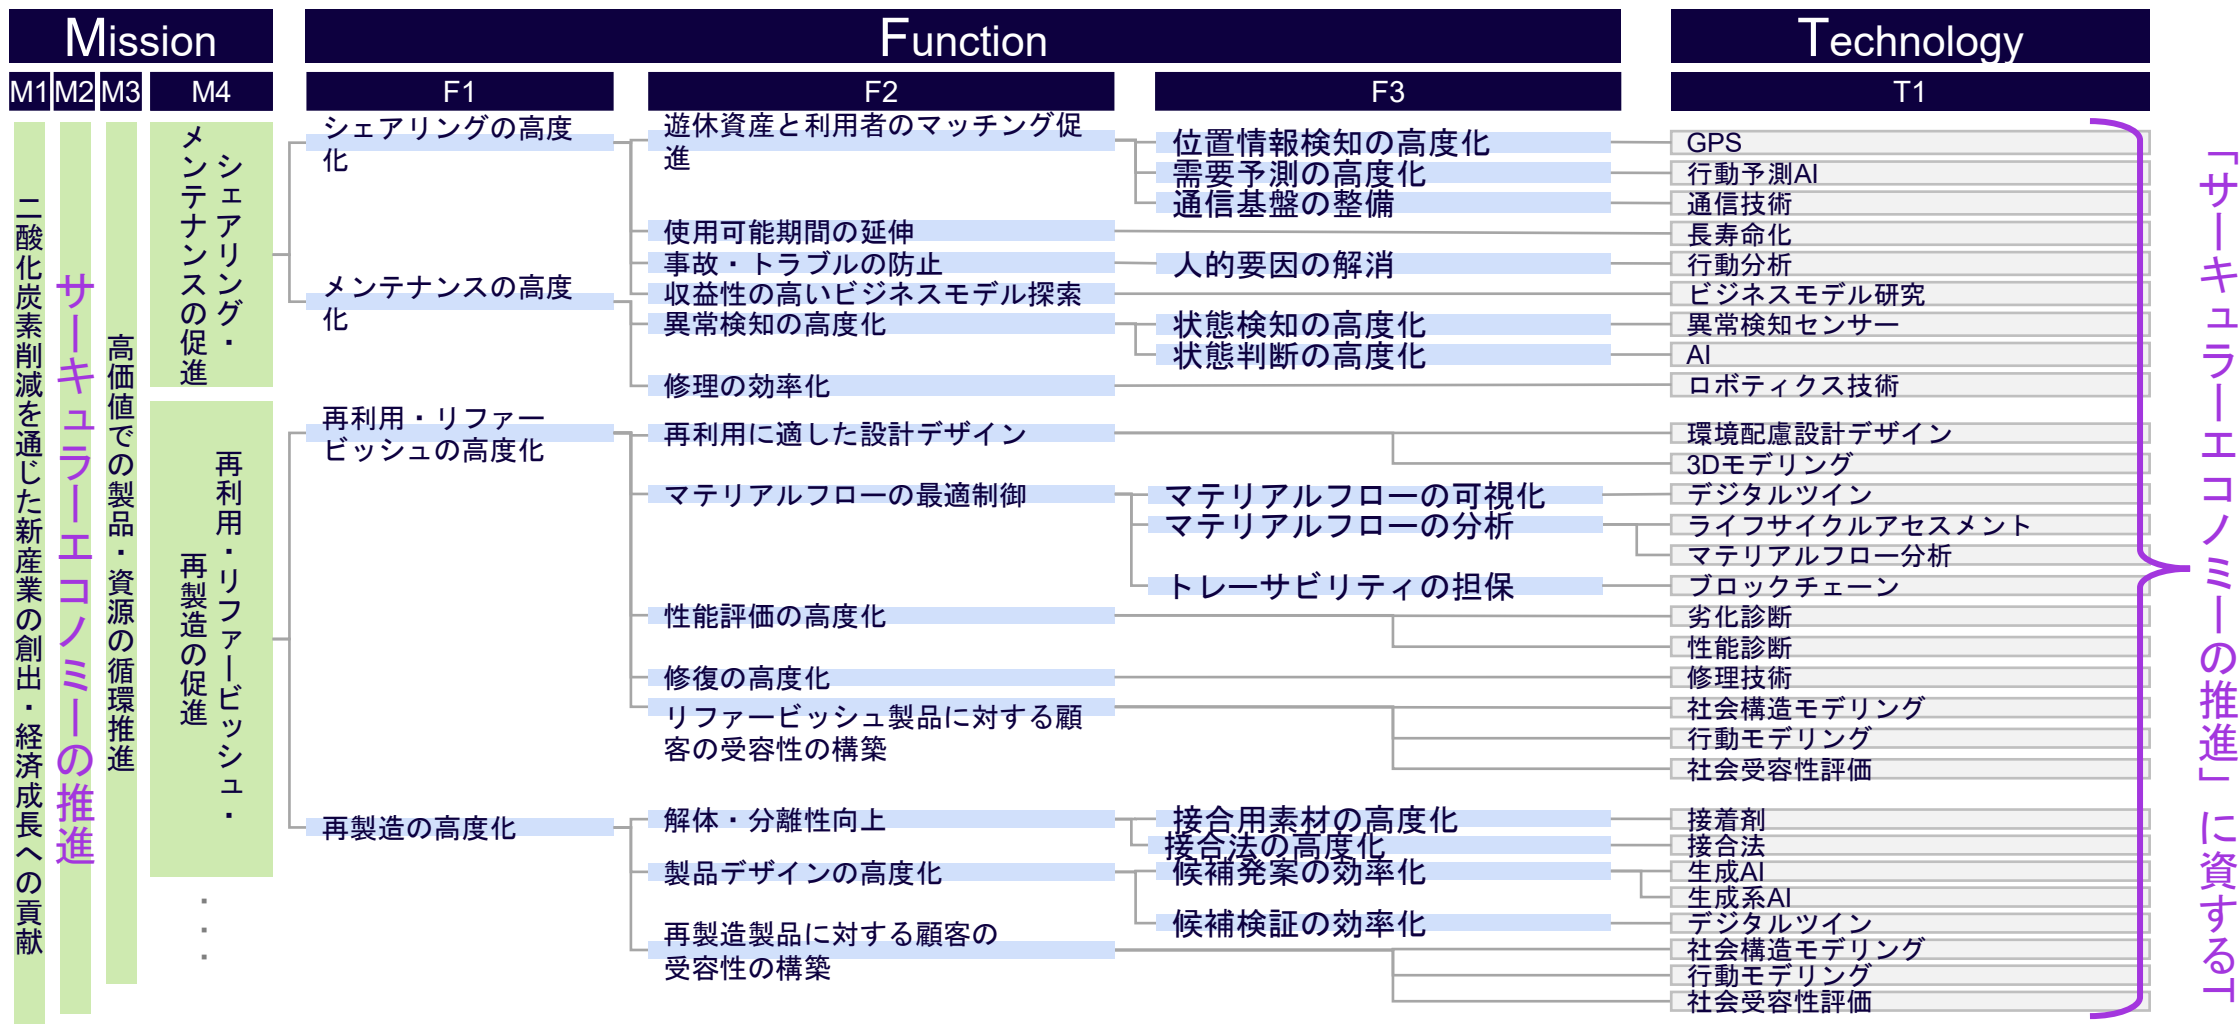 Mission
Function
Technology
M1
M2
M3
M4
F1
F2
F3
T1
二酸化炭素削減を通じた新産業の創出・経済成長への貢献
サーキュラーエコノミーの推進
高価値での製品・資源の循環推進
シェアリング・
メンテナンスの促進
再利用・リファービッシュ・
再製造の促進
・・・
シェアリングの高度
化
メンテナンスの高度
化
再利用・リファー
ビッシュの高度化
再製造の高度化
遊休資産と利用者のマッチング促
進
使用可能期間の延伸
事故・トラブルの防止
収益性の高いビジネスモデル探索
異常検知の高度化
修理の効率化
再利用に適した設計デザイン
マテリアルフローの最適制御
性能評価の高度化
修復の高度化
リファービッシュ製品に対する顧
客の受容性の構築
解体・分離性向上
製品デザインの高度化
再製造製品に対する顧客の
受容性の構築
位置情報検知の高度化
需要予測の高度化
通信基盤の整備
人的要因の解消
状態検知の高度化
状態判断の高度化
マテリアルフローの可視化
マテリアルフローの分析
トレーサビリティの担保
接合用素材の高度化
接合法の高度化
候補発案の効率化
候補検証の効率化
GPS
行動予測AI
通信技術
長寿命化
行動分析
ビジネスモデル研究
異常検知センサー
AI
ロボティクス技術
環境配慮設計デザイン
3Dモデリング
デジタルツイン
ライフサイクルアセスメント
マテリアルフロー分析
ブロックチェーン
劣化診断
性能診断
修理技術
社会構造モデリング
行動モデリング
社会受容性評価
接着剤
接合法
生成AI
生成系AI
デジタルツイン
社会構造モデリング
行動モデリング
社会受容性評価
「サーキュラーエコノミーの推進」に資するT